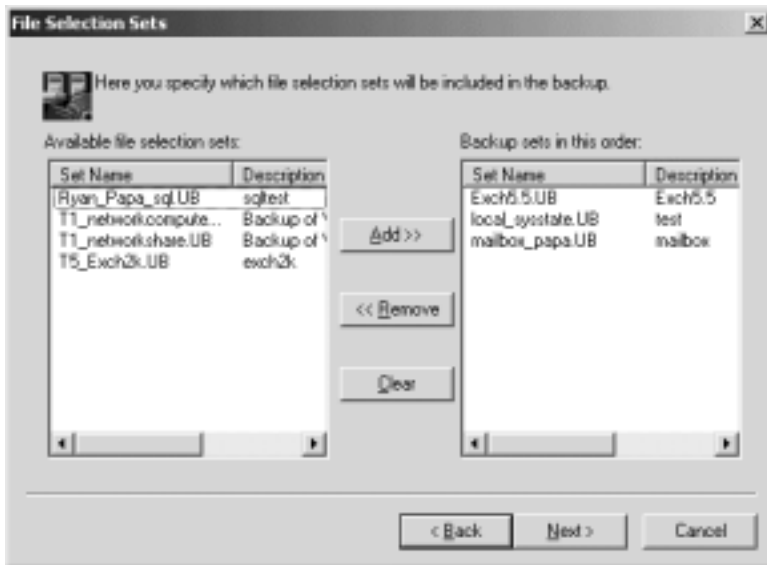 File Selection Sets
Here you specify which file selection sets will be included in the backup.
Available file selection sets:
Set Name Description
Ryan_Papa_sql.UB sqltest
T1_networkcompute... Backup of
T1_networkshare.UB Backup of
T5_Exch2k.UB exch2k
Add >>
<< Remove
Clear
Backup sets in this order:
Set Name Description
Exch5.5.UB Exch5.5
local_sysstate.UB test
mailbox_papa.UB mailbox
< Back
Next >
Cancel